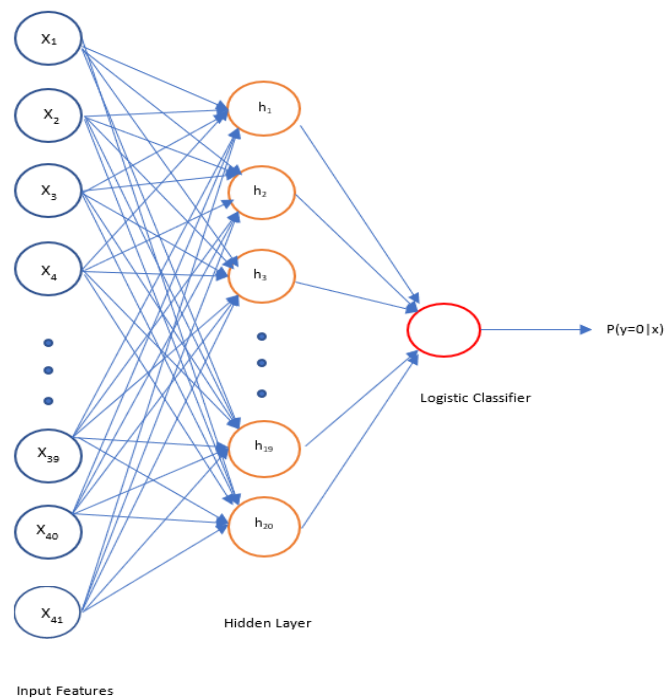 X1
X2
X3
X4
X39
X40
X41
Input Features
h1
h2
h3
h19
h20
Hidden Layer
Logistic Classifier
P(y=0|x)